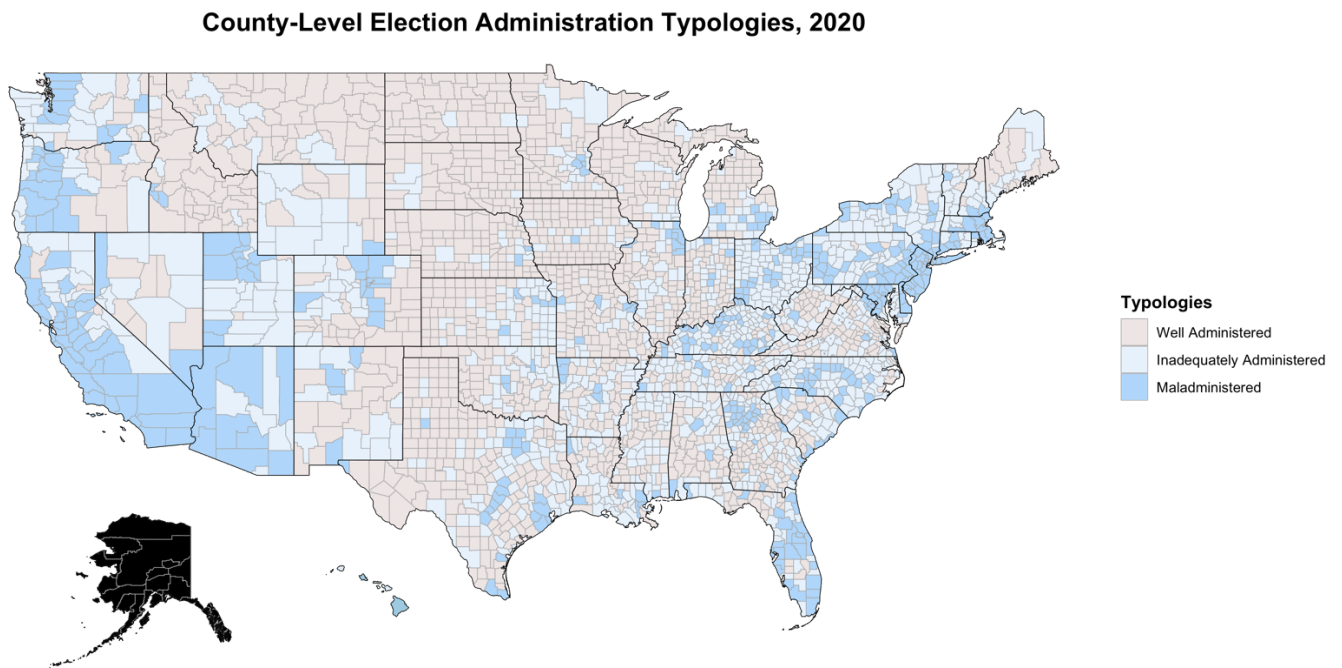 County-Level Election Administration Typologies, 2020
Typologies
Well Administered
Inadequately Administered
Maladministered